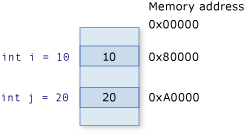 Memory address
0x00000
int i = 10 10 0x80000
int j = 20 20 0xA0000